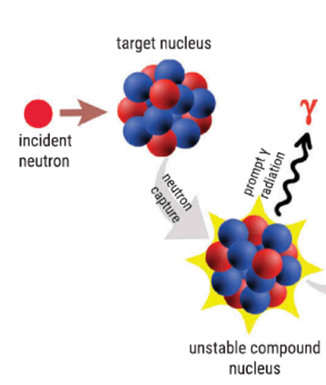 target nucleus
incident
neutron
γ
neutron
capture
prompt γ
radiation
unstable compound
nucleus